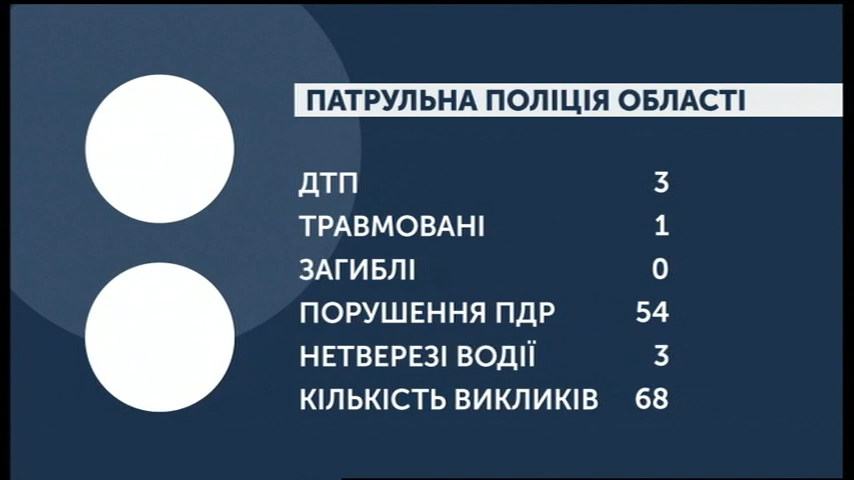 ПАТРУЛЬНА ПОЛІЦІЯ ОБЛАСТІ
ДТП 3
ТРАВМОВАНІ 1
ЗАГИБЛІ 0
ПОРУШЕННЯ ПДР 54
НЕТВЕРЕЗІ ВОДІЇ 3
КІЛЬКІСТЬ ВИКЛИКІВ 68